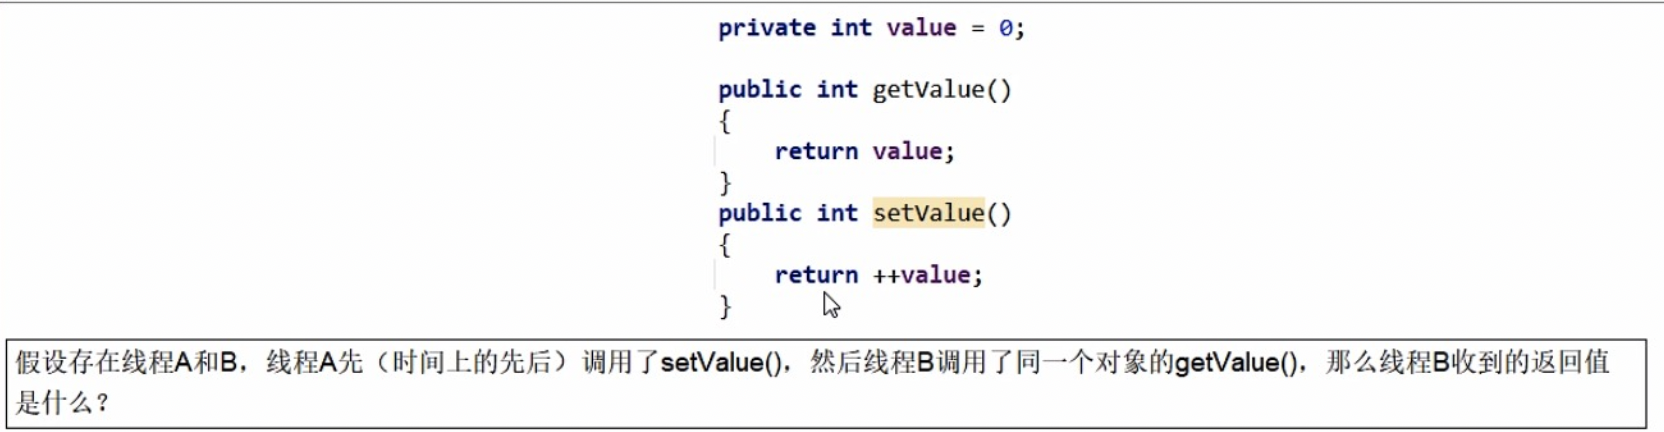 private int value = 0;
public int getValue()
{
return value;
}
public int setValue()
{
return ++value;
}
假设存在线程A和B，线程A先（时间上的先后）调用了setValue()，然后线程B调用了同一个对象的getValue()，那么线程B收到的返回值
是什么？